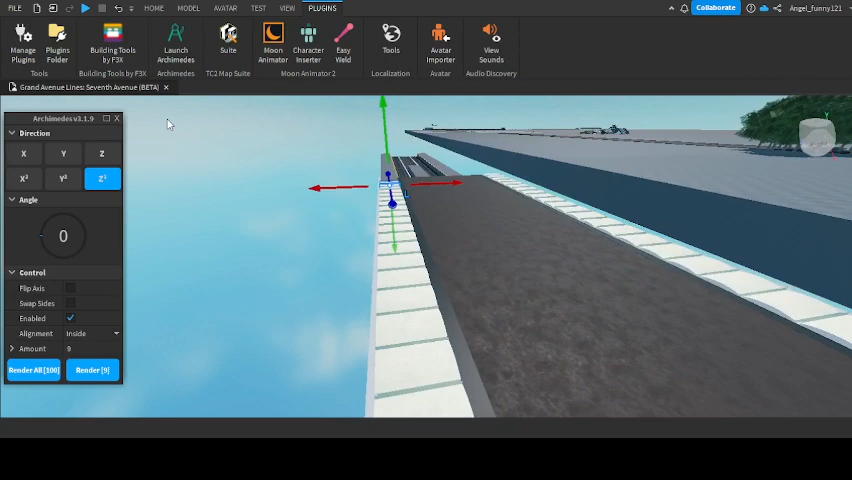 FILE HOME MODEL AVATAR TEST VIEW PLUGINS Collaborate Angel_funny121
Manage Plugins Plugins Folder Building Tools by F3X Launch Archimedes Suite Moon Animator Character Inserter Easy Weld Tools Avatar Importer View Sounds
Tools Building Tools by F3X Archimedes TC2 Map Suite Moon Animator 2 Localization Avatar Audio Discovery
Grand Avenue Lines: Seventh Avenue (BETA) ×
Archimedes v3.1.9
Direction
X Y Z
X² Y² Z²
Angle
0
Control
Flip Axis
Swap Sides
Enabled
Alignment Inside
Amount 9
Render All [100] Render [9]
Y